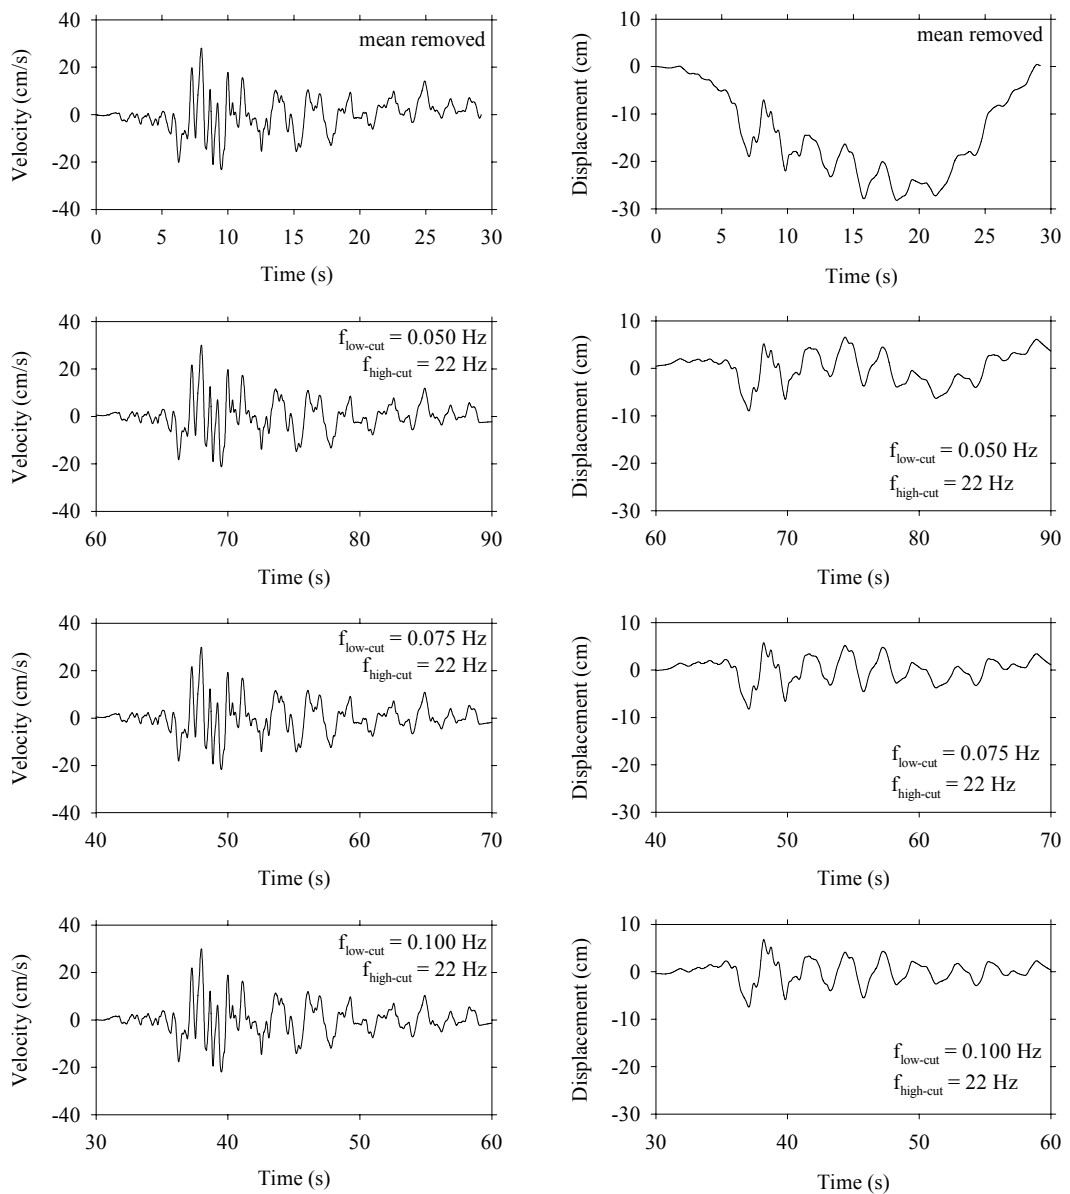 40
20
0
-20
-40
Velocity (cm/s)
mean removed
0 5 10 15 20 25 30
Time (s)
10
0
-10
-20
-30
Displacement (cm)
mean removed
0 5 10 15 20 25 30
Time (s)
40
20
0
-20
-40
Velocity (cm/s)
flow-cut = 0.050 Hz
fhigh-cut = 22 Hz
60 70 80 90
Time (s)
10
0
-10
-20
-30
Displacement (cm)
flow-cut = 0.050 Hz
fhigh-cut = 22 Hz
60 70 80 90
Time (s)
40
20
0
-20
-40
Velocity (cm/s)
flow-cut = 0.075 Hz
fhigh-cut = 22 Hz
40 50 60 70
Time (s)
10
0
-10
-20
-30
Displacement (cm)
flow-cut = 0.075 Hz
fhigh-cut = 22 Hz
40 50 60 70
Time (s)
40
20
0
-20
-40
Velocity (cm/s)
flow-cut = 0.100 Hz
fhigh-cut = 22 Hz
30 40 50 60
Time (s)
10
0
-10
-20
-30
Displacement (cm)
flow-cut = 0.100 Hz
fhigh-cut = 22 Hz
30 40 50 60
Time (s)